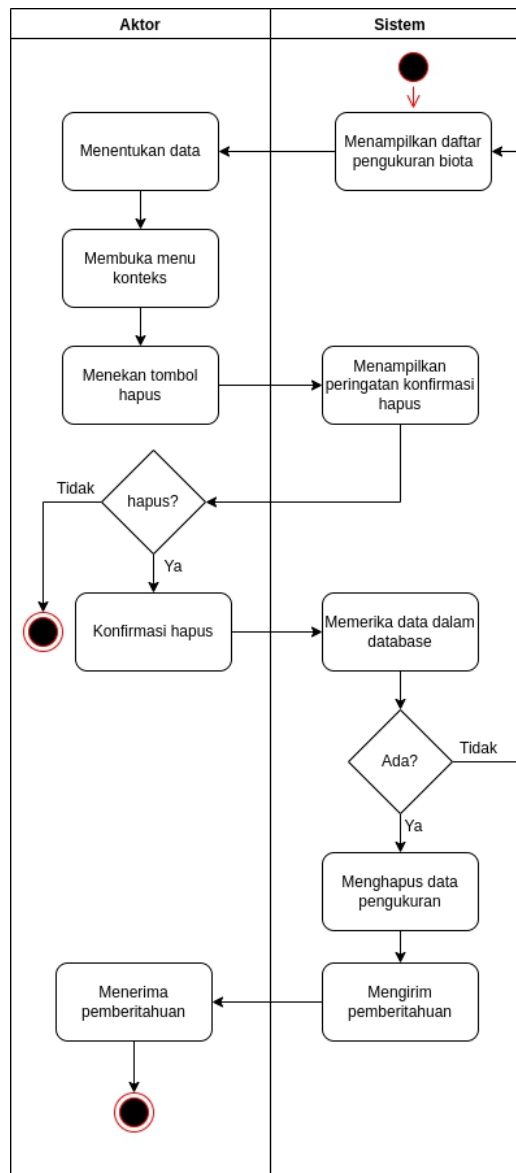 Aktor
Sistem
Menampilkan daftar
pengukuran biota
Menentukan data
Membuka menu
konteks
Menekan tombol
hapus
Menampilkan
peringatan konfirmasi
hapus
hapus?
Tidak
Ya
Konfirmasi hapus
Memerika data dalam
database
Ada?
Tidak
Ya
Menghapus data
pengukuran
Mengirim
pemberitahuan
Menerima
pemberitahuan